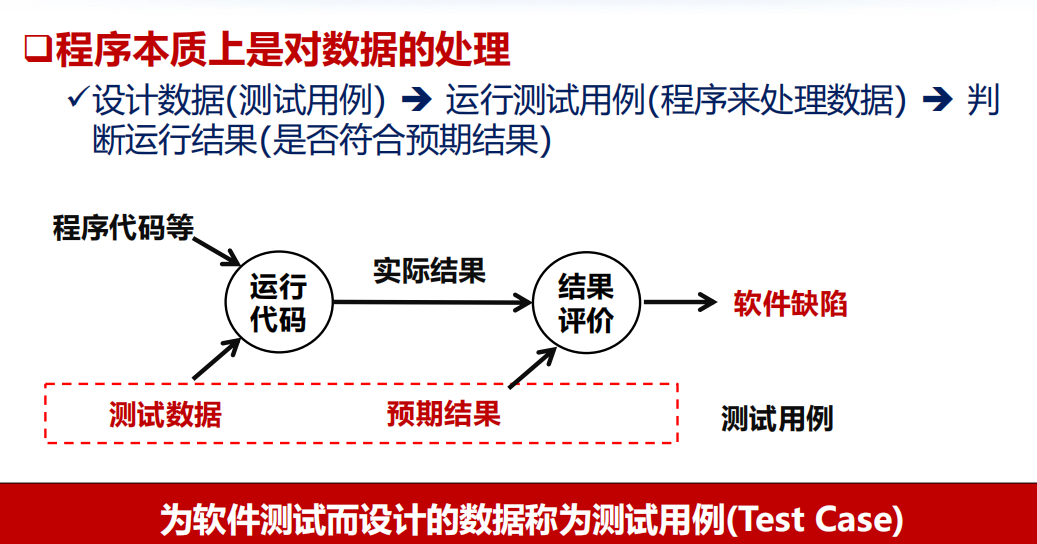 ❑程序本质上是对数据的处理
✓设计数据(测试用例) ➔ 运行测试用例(程序来处理数据) ➔ 判
断运行结果(是否符合预期结果)
程序代码等
运行
代码
实际结果
结果
评价
软件缺陷
测试数据
预期结果
测试用例
为软件测试而设计的数据称为测试用例(Test Case)